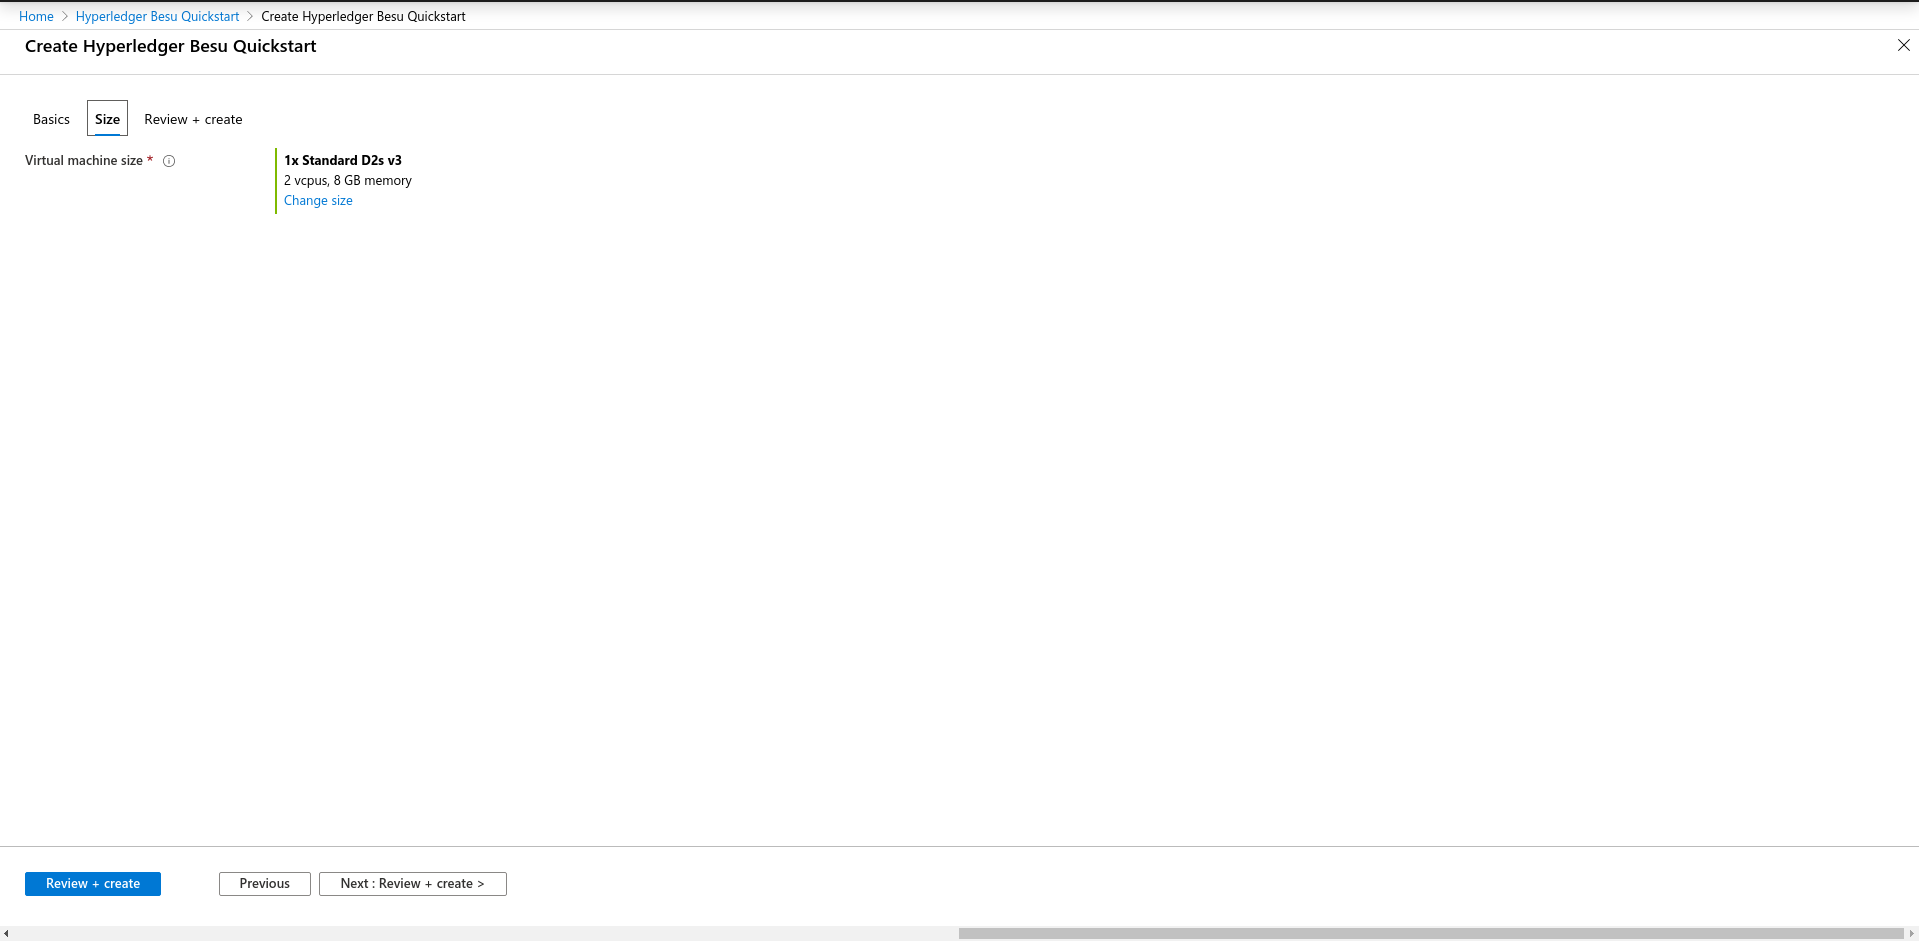 Home > Hyperledger Besu Quickstart > Create Hyperledger Besu Quickstart
Create Hyperledger Besu Quickstart
Basics Size Review + create
Virtual machine size *
1x Standard D2s v3
2 vcpus, 8 GB memory
Change size
Review + create Previous Next : Review + create >